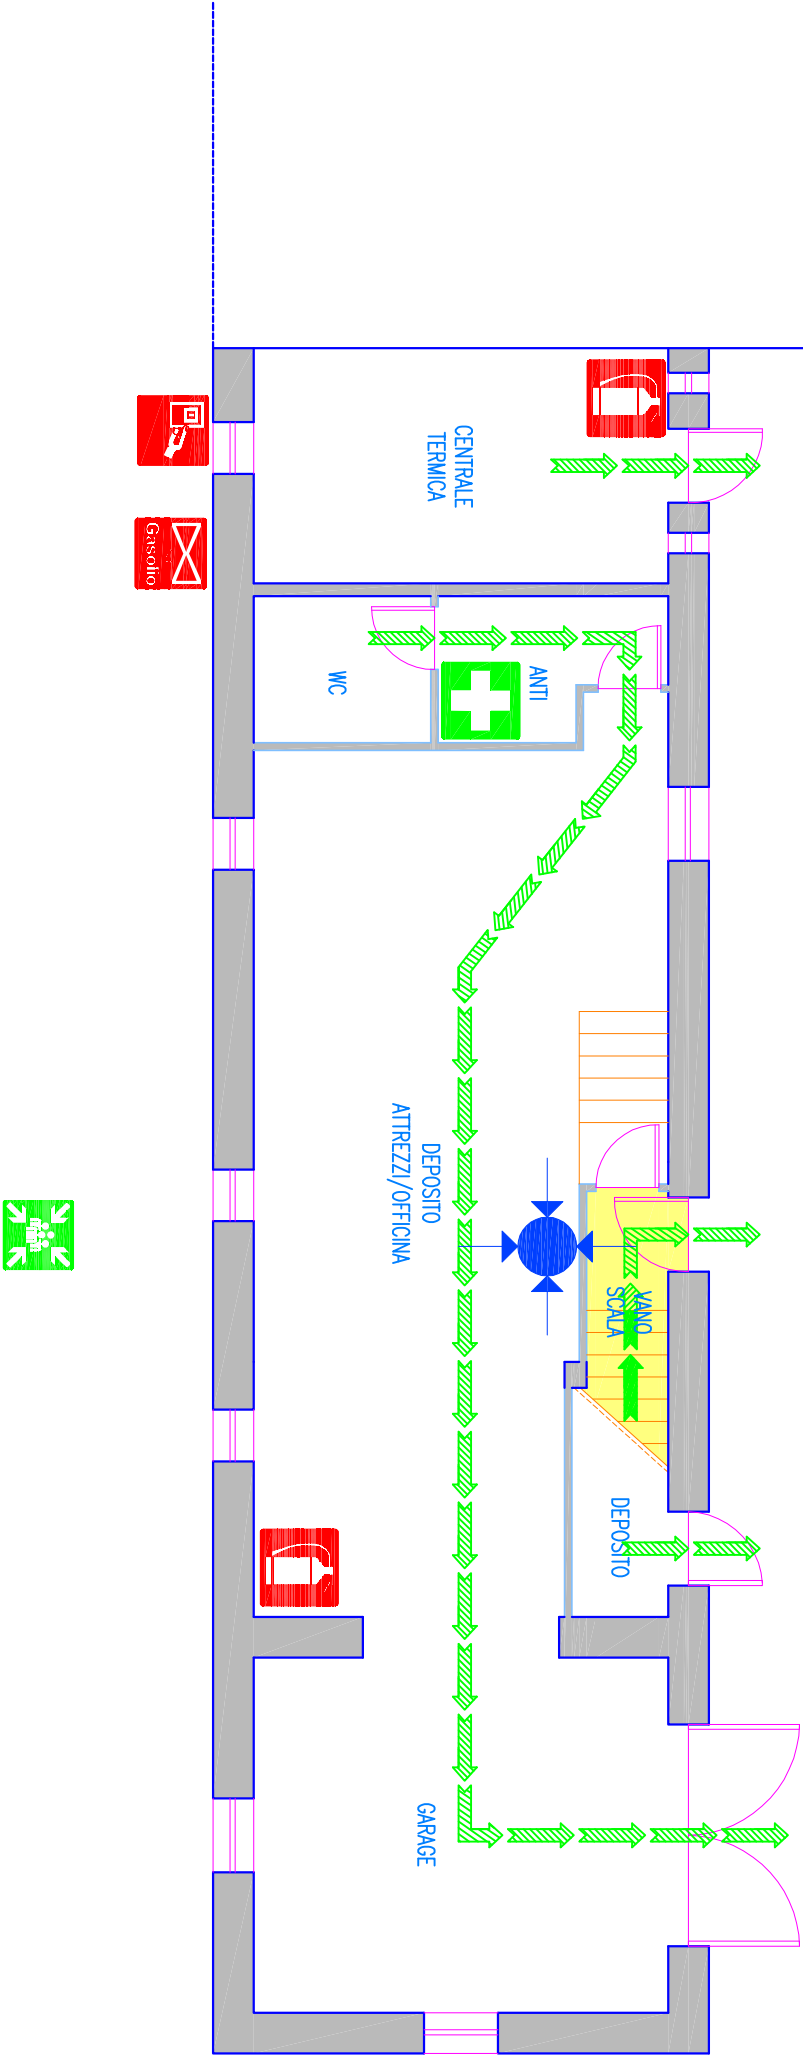 CENTRALE
TERMICA
Gasolio
WC
ANTI
DEPOSITO
ATTREZZI/OFFICINA
VANO
SCALA
DEPOSITO
GARAGE